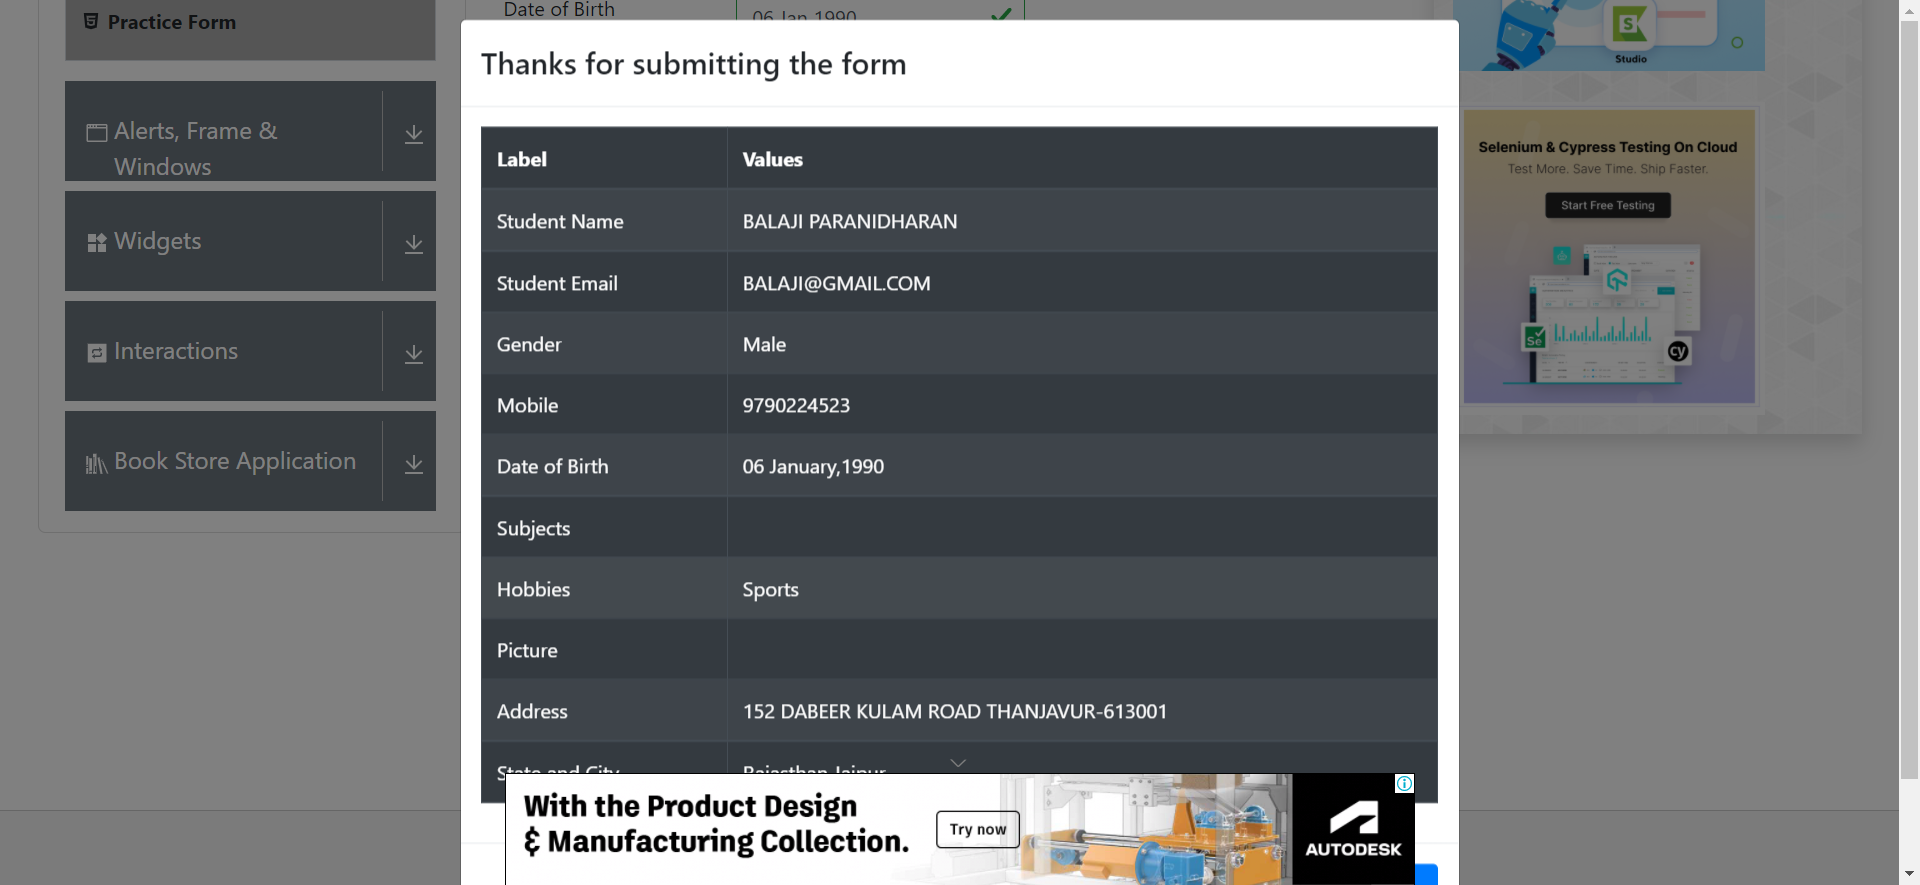 Practice Form
Date of Birth
06 Jan 1990
Thanks for submitting the form
Alerts, Frame &
Windows
Widgets
Interactions
Book Store Application
Label Values
Student Name BALAJI PARANIDHARAN
Student Email BALAJI@GMAIL.COM
Gender Male
Mobile 9790224523
Date of Birth 06 January,1990
Subjects
Hobbies Sports
Picture
Address 152 DABEER KULAM ROAD THANJAVUR-613001
State and City Rajasthan Jaipur
With the Product Design
& Manufacturing Collection.
Try now
AUTODESK
S
Studio
Selenium & Cypress Testing On Cloud
Test More. Save Time. Ship Faster.
Start Free Testing
Se
cy